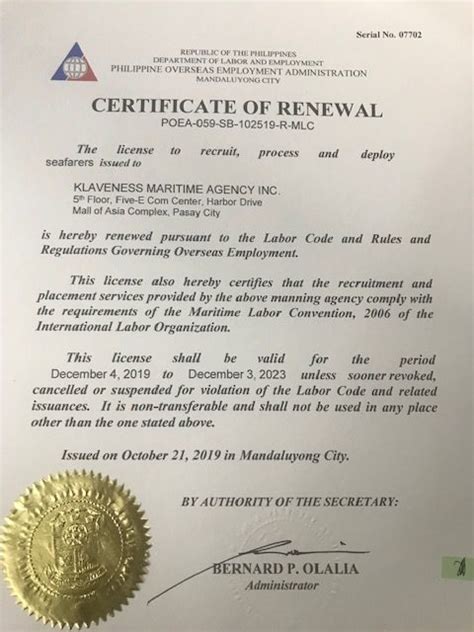 Serial No. 07702
REPUBLIC OF THE PHILIPPINES
DEPARTMENT OF LABOR AND EMPLOYMENT
PHILIPPINE OVERSEAS EMPLOYMENT ADMINISTRATION
MANDALUYONG CITY
CERTIFICATE OF RENEWAL
POEA-059-SB-102519-R-MLC
The license to recruit, process and deploy
seafarers issued to
KLAVENESS MARITIME AGENCY INC.
5th Floor, Five-E Com Center, Harbor Drive
Mall of Asia Complex, Pasay City
is hereby renewed pursuant to the Labor Code and Rules and
Regulations Governing Overseas Employment.
This license also hereby certifies that the recruitment and
placement services provided by the above manning agency comply with
the requirements of the Maritime Labor Convention, 2006 of the
International Labor Organization.
This license shall be valid for the period
December 4, 2019 to December 3, 2023 unless sooner revoked,
cancelled or suspended for violation of the Labor Code and related
issuances. It is non-transferable and shall not be used in any place
other than the one stated above.
Issued on October 21, 2019 in Mandaluyong City.
BY AUTHORITY OF THE SECRETARY:
BERNARD P. OLALIA
Administrator